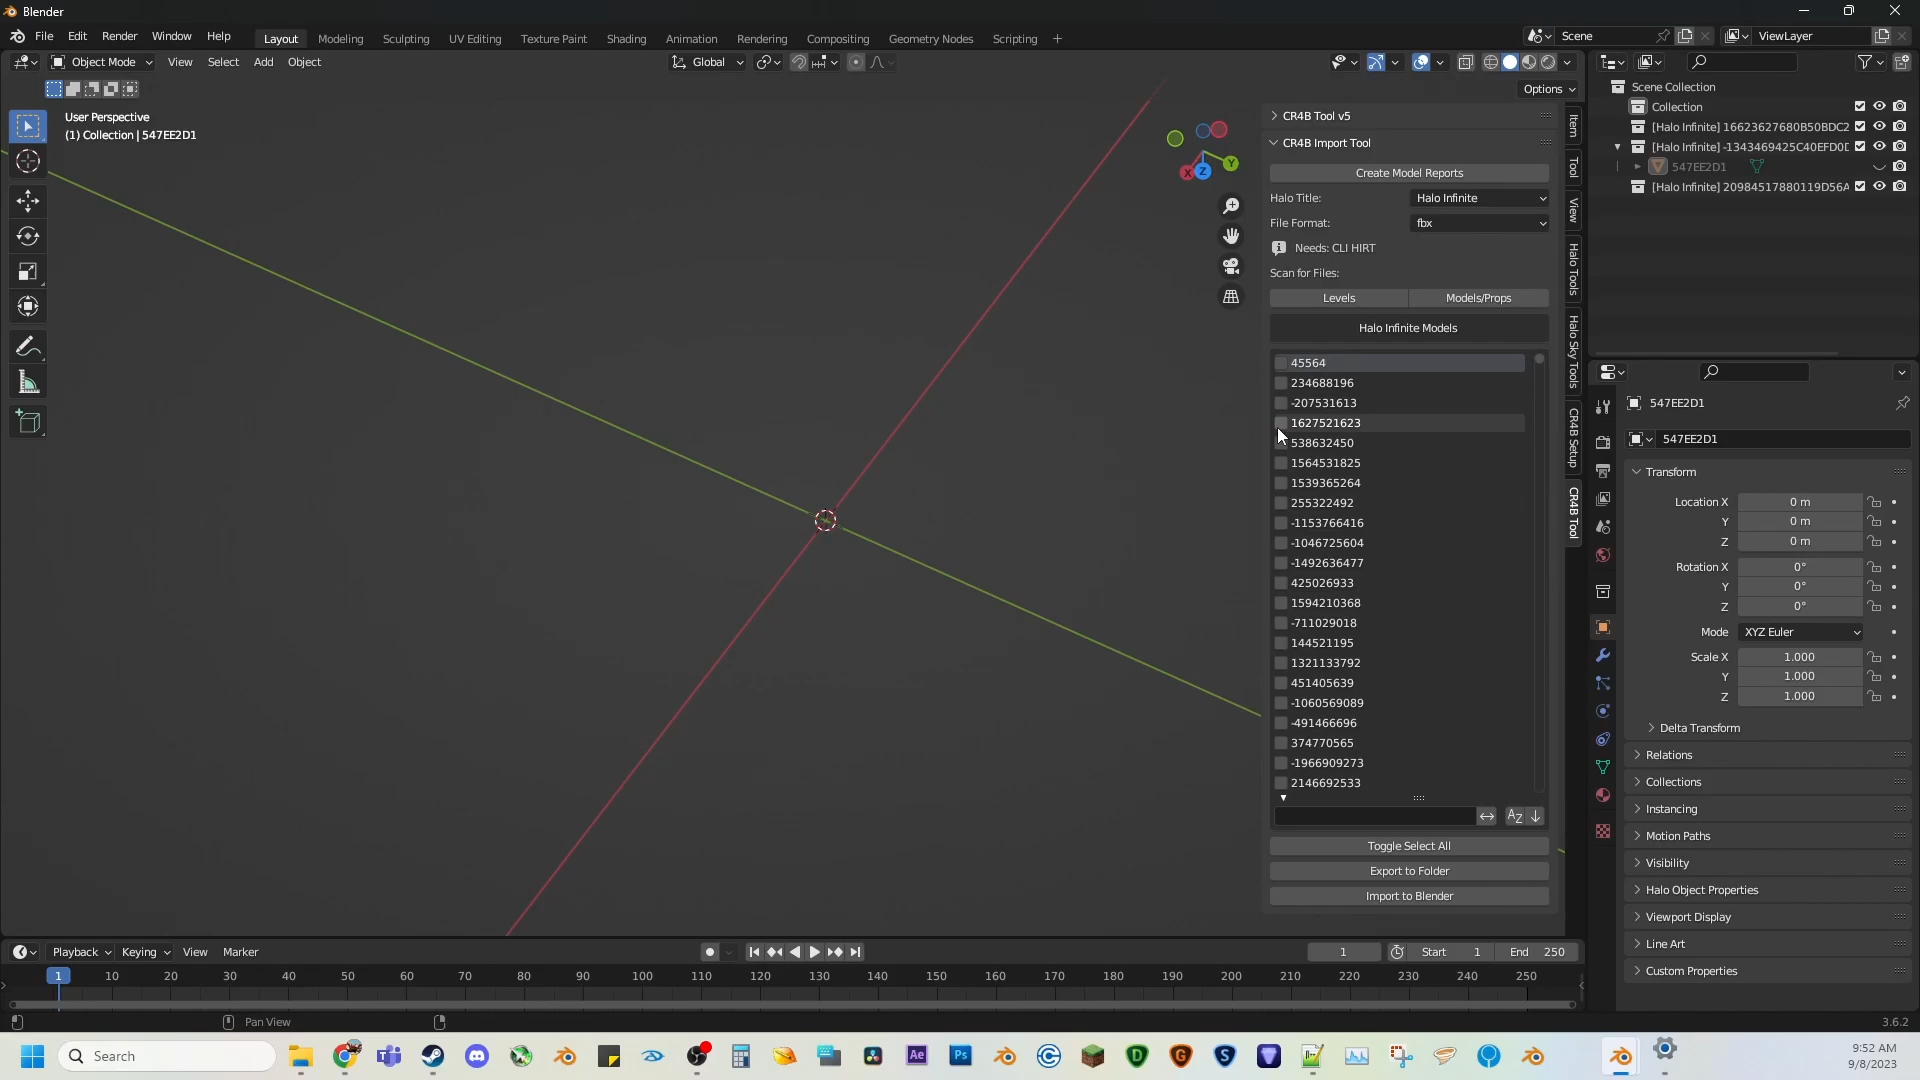 Blender
File Edit Render Window Help
Layout Modeling Sculpting UV Editing Texture Paint Shading Animation Rendering Compositing Geometry Nodes Scripting +
Scene
ViewLayer
Object Mode View Select Add Object
Global
Options
User Perspective
(1) Collection | 547EE2D1
X Y Z
Item
Tool
View
Halo Tools
Halo Sky Tools
CR4B Setup
CR4B Tool
CR4B Tool v5
CR4B Import Tool
Create Model Reports
Halo Title: Halo Infinite
File Format: fbx
Needs: CLI HIRT
Scan for Files:
Levels Models/Props
Halo Infinite Models
45564
234688196
-207531613
1627521623
538632450
1564531825
1539365264
255322492
-1153766416
-1046725604
-1492636477
425026933
1594210368
-711029018
144521195
1321133792
451405639
-1060569089
-491466696
374770565
-1966909273
2146692533
AZ
Toggle Select All
Export to Folder
Import to Blender
Scene Collection
Collection
[Halo Infinite] 16623627680B50BDC2
[Halo Infinite] -1343469425C40EFD0D
547EE2D1
[Halo Infinite] 20984517880119D56A
547EE2D1
547EE2D1
Transform
Location X 0 m
Y 0 m
Z 0 m
Rotation X 0°
Y 0°
Z 0°
Mode XYZ Euler
Scale X 1.000
Y 1.000
Z 1.000
Delta Transform
Relations
Collections
Instancing
Motion Paths
Visibility
Halo Object Properties
Viewport Display
Line Art
Custom Properties
Playback Keying View Marker
1 Start 1 End 250
1 10 20 30 40 50 60 70 80 90 100 110 120 130 140 150 160 170 180 190 200 210 220 230 240 250
Pan View
3.6.2
Search
Ae Ps D G S
9:52 AM
9/8/2023